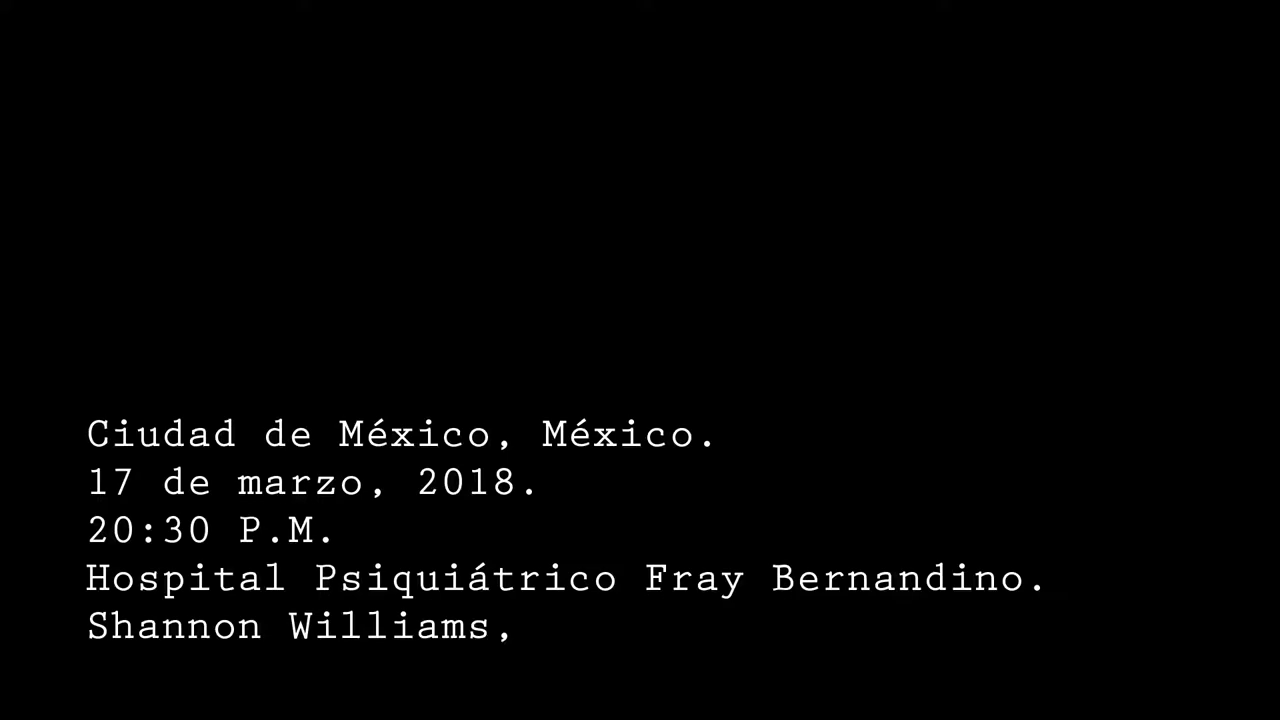 Ciudad de México, México.
17 de marzo, 2018.
20:30 P.M.
Hospital Psiquiátrico Fray Bernandino.
Shannon Williams,